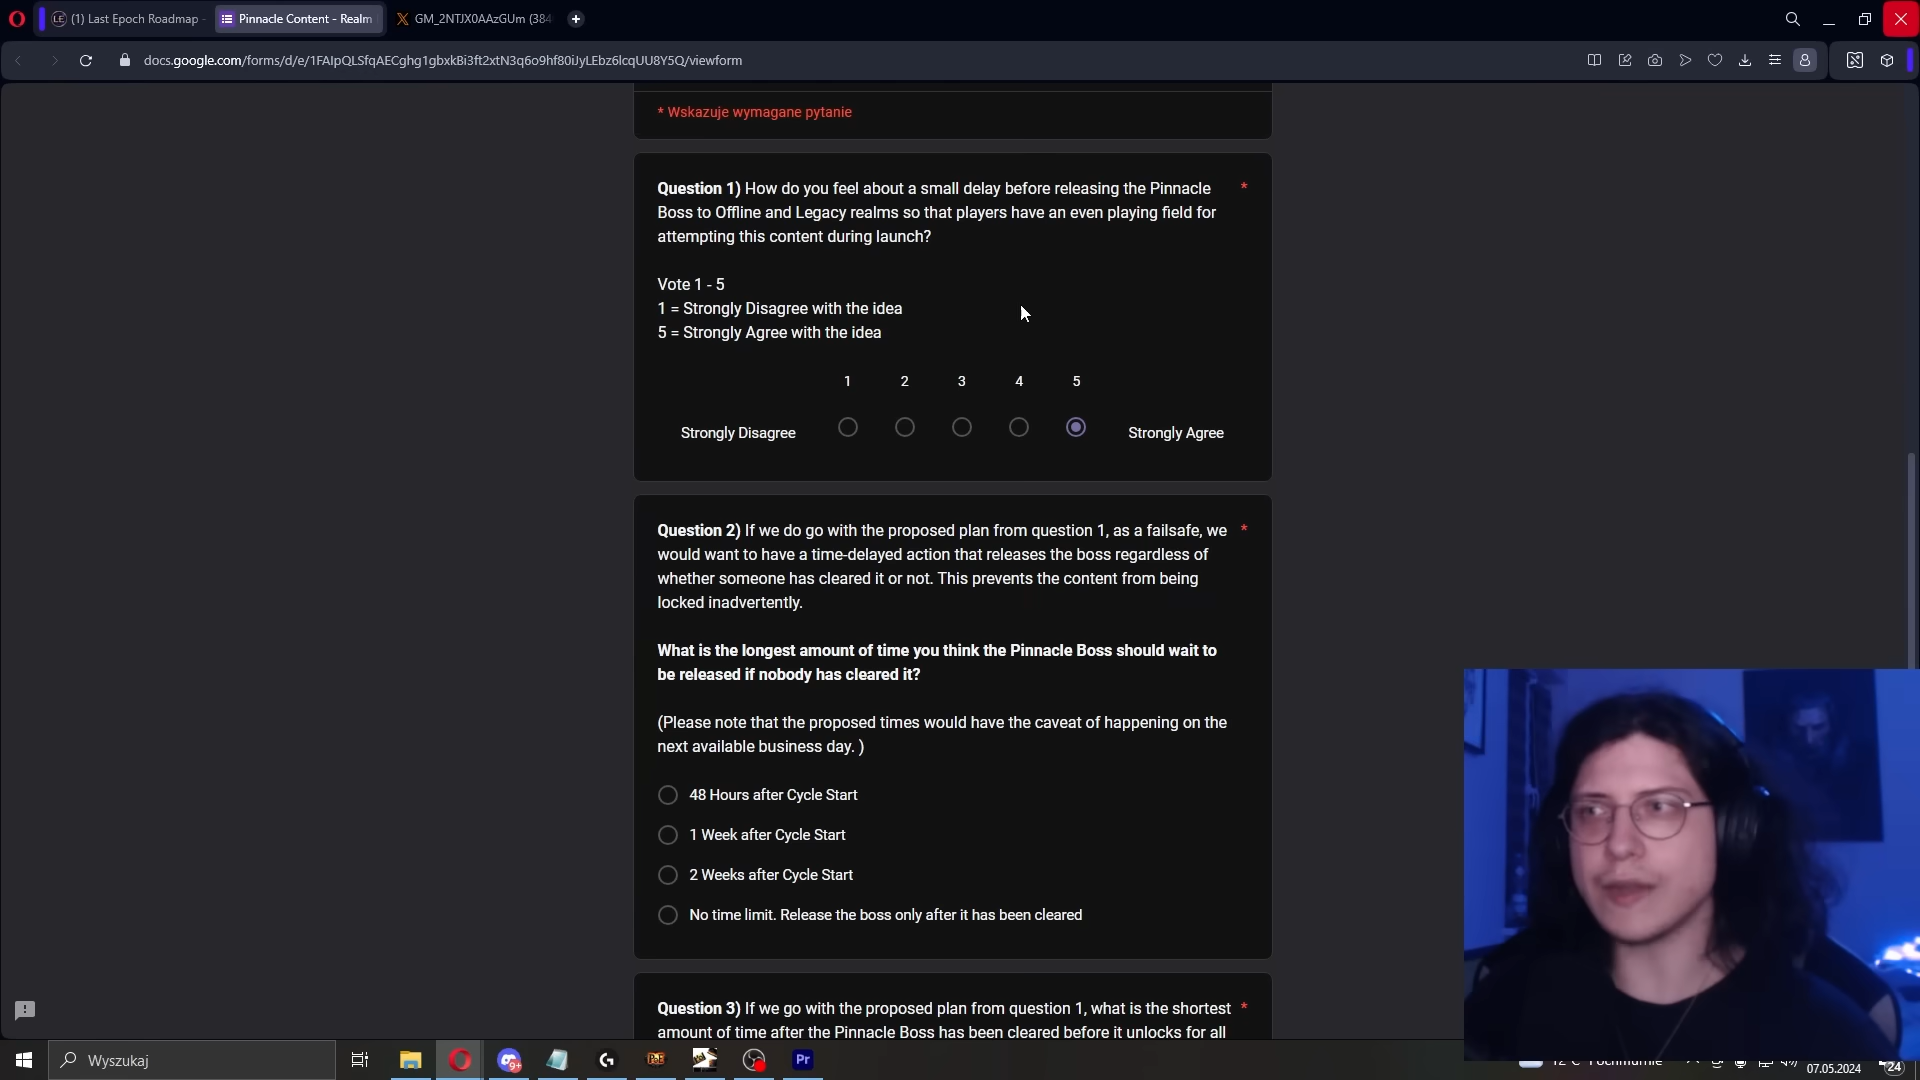 (1) Last Epoch Roadmap -
Pinnacle Content - Realm
GM_2NTJX0AAzGUm (384
docs.google.com/forms/d/e/1FAIpQLSfqAECghg1gbxkBi3ft2xtN3q6o9hf80iJyLEbz6lcqUU8Y5Q/viewform
* Wskazuje wymagane pytanie
Question 1) How do you feel about a small delay before releasing the Pinnacle *
Boss to Offline and Legacy realms so that players have an even playing field for
attempting this content during launch?
Vote 1 - 5
1 = Strongly Disagree with the idea
5 = Strongly Agree with the idea
1 2 3 4 5
Strongly Disagree Strongly Agree
Question 2) If we do go with the proposed plan from question 1, as a failsafe, we *
would want to have a time-delayed action that releases the boss regardless of
whether someone has cleared it or not. This prevents the content from being
locked inadvertently.
What is the longest amount of time you think the Pinnacle Boss should wait to
be released if nobody has cleared it?
(Please note that the proposed times would have the caveat of happening on the
next available business day. )
48 Hours after Cycle Start
1 Week after Cycle Start
2 Weeks after Cycle Start
No time limit. Release the boss only after it has been cleared
Question 3) If we go with the proposed plan from question 1, what is the shortest *
amount of time after the Pinnacle Boss has been cleared before it unlocks for all
Wyszukaj
9+
PoE
Pr
07.05.2024
24